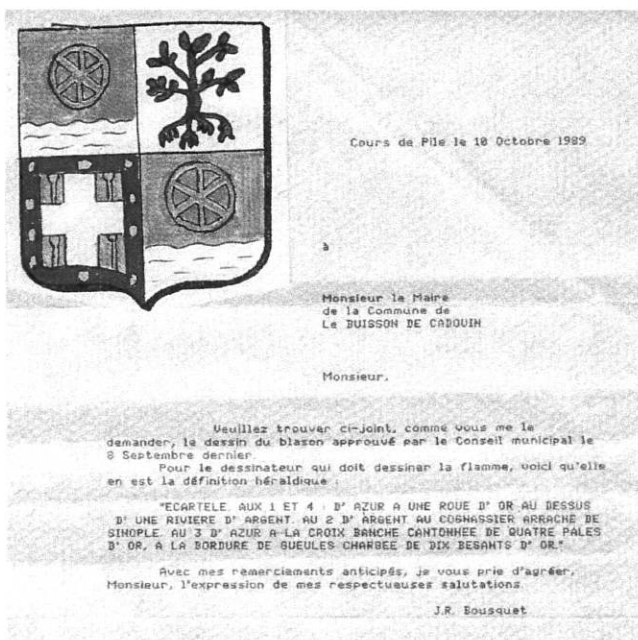 Cours de Pile le 10 Octobre 1989
à
Monsieur le Maire
de la Commune de
Le BUISSON DE CADOUIN
Monsieur,
Veuillez trouver ci-joint, comme vous me le
demander, le dessin du blason approuvé par le Conseil municipal le
8 Septembre dernier.
Pour le dessinateur qui doit dessiner la flamme, voici qu'elle
en est la définition héraldique :
"ECARTELE. AUX 1 ET 4 : D' AZUR A UNE ROUE D' OR AU DESSUS
D' UNE RIVIERE D' ARGENT. AU 2 D' ARGENT AU COGNASSIER ARRACHE DE
SINOPLE. AU 3 D' AZUR A LA CROIX BANCHE CANTONNEE DE QUATRE PALES
D' OR, A LA BORDURE DE GUEULES CHARGEE DE DIX BESANTS D' OR."
Avec mes remerciements anticipés, je vous prie d'agréer,
Monsieur, l'expression de mes respectueuses salutations
J.R. Bousquet